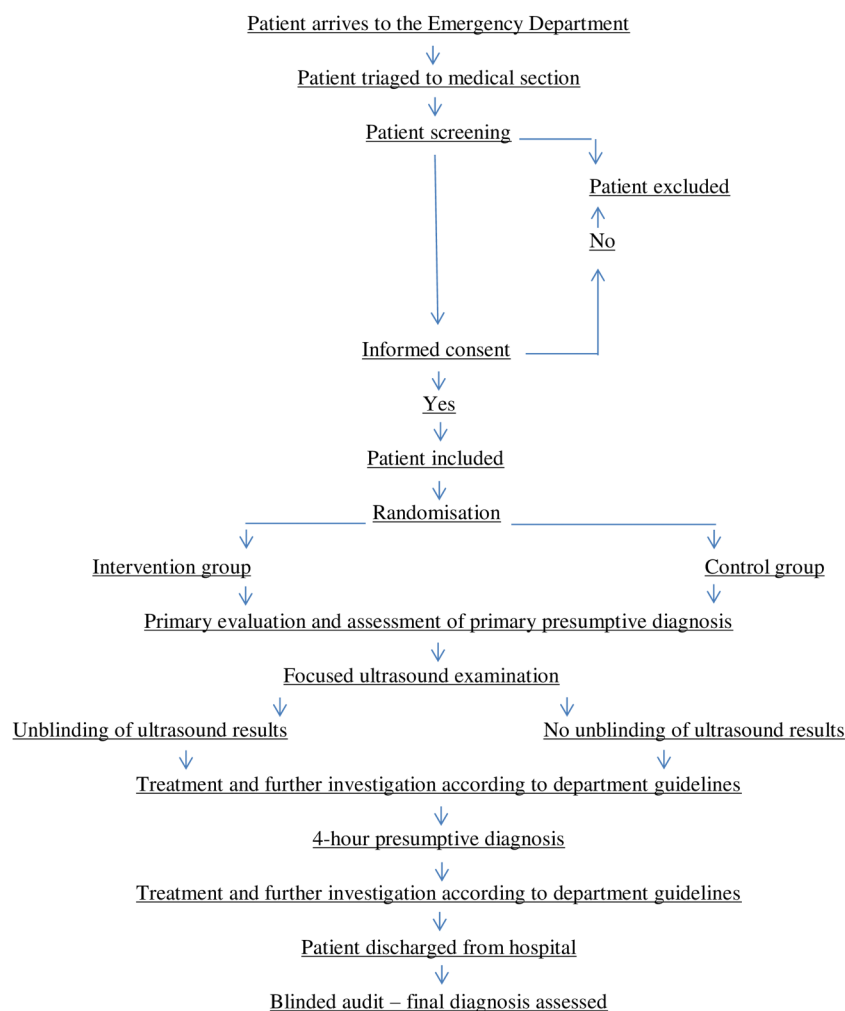 Patient arrives to the Emergency Department
Patient triaged to medical section
Patient screening
Patient excluded
No
Informed consent
Yes
Patient included
Randomisation
Intervention group
Control group
Primary evaluation and assessment of primary presumptive diagnosis
Focused ultrasound examination
Unblinding of ultrasound results
No unblinding of ultrasound results
Treatment and further investigation according to department guidelines
4-hour presumptive diagnosis
Treatment and further investigation according to department guidelines
Patient discharged from hospital
Blinded audit – final diagnosis assessed